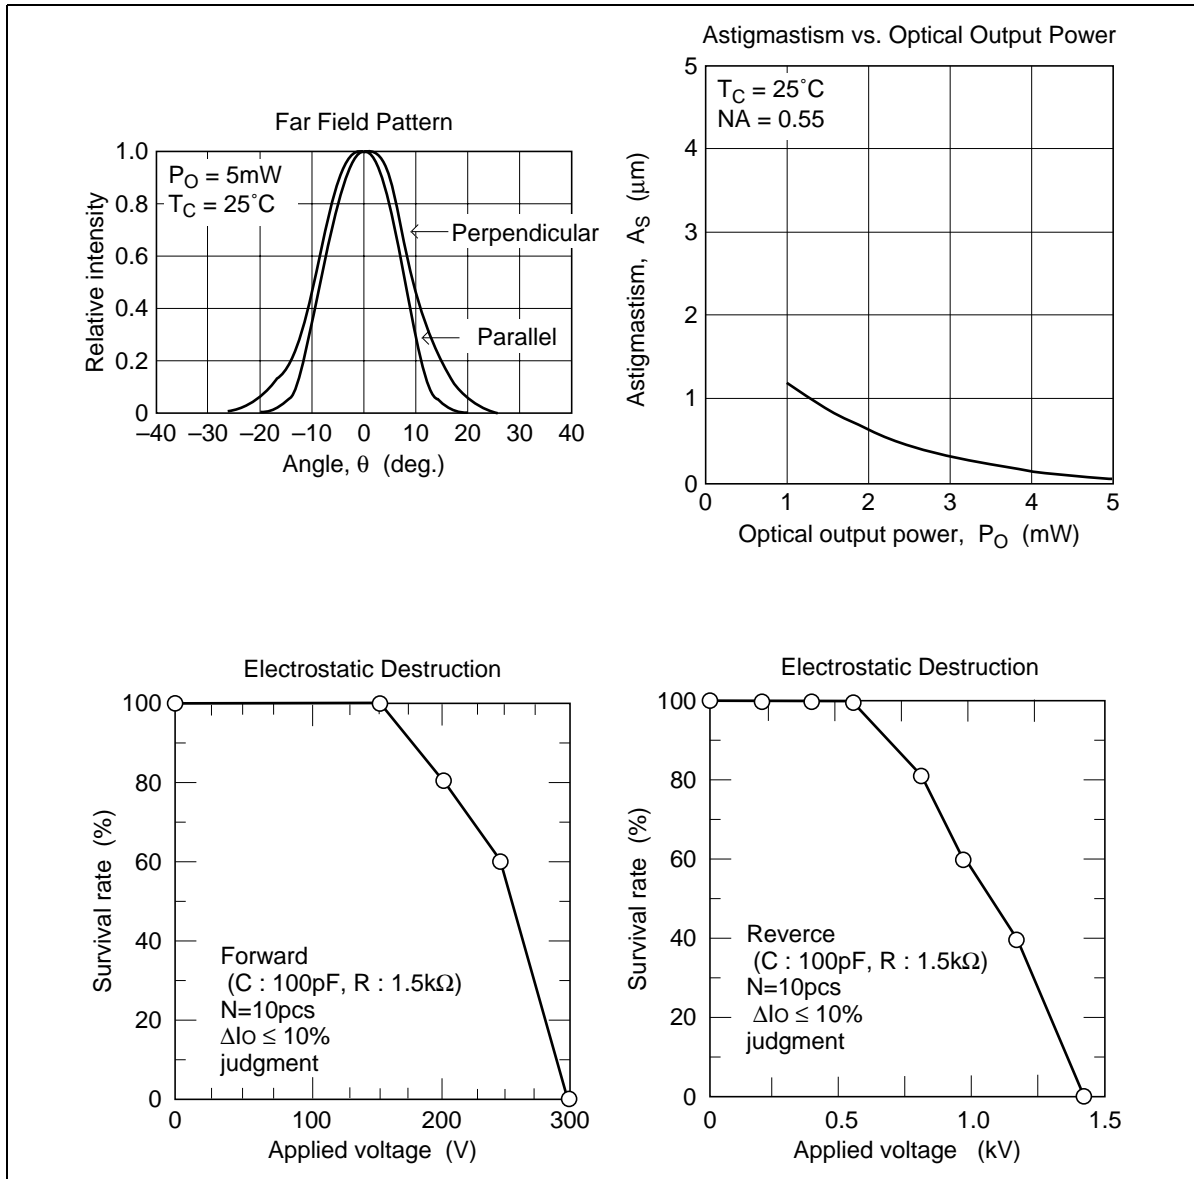 Far Field Pattern
P_O = 5mW
T_C = 25˚C
1.0
0.8
0.6
0.4
0.2
0
Relative intensity
Perpendicular
Parallel
–40 –30 –20 –10 0 10 20 30 40
Angle, θ (deg.)
Astigmastism vs. Optical Output Power
T_C = 25˚C
NA = 0.55
5
4
3
2
1
0
Astigmastism, A_S (μm)
0 1 2 3 4 5
Optical output power, P_O (mW)
Electrostatic Destruction
100
80
60
40
20
0
Survival rate (%)
Forward
(C : 100pF, R : 1.5kΩ)
N=10pcs
ΔIO ≤ 10%
judgment
0 100 200 300
Applied voltage (V)
Electrostatic Destruction
100
80
60
40
20
0
Survival rate (%)
Reverce
(C : 100pF, R : 1.5kΩ)
N=10pcs
ΔIO ≤ 10%
judgment
0 0.5 1.0 1.5
Applied voltage (kV)